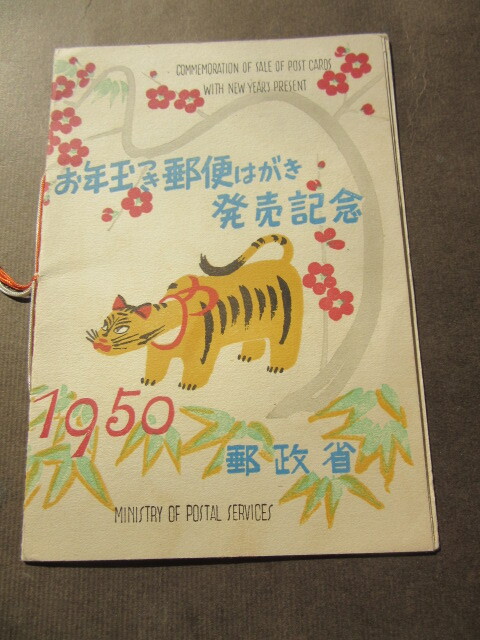 COMMEMORATION OF SALE OF POST CARDS
WITH NEW YEAR'S PRESENT
お年玉つき郵便はがき
発売記念
1950
郵政省
MINISTRY OF POSTAL SERVICES